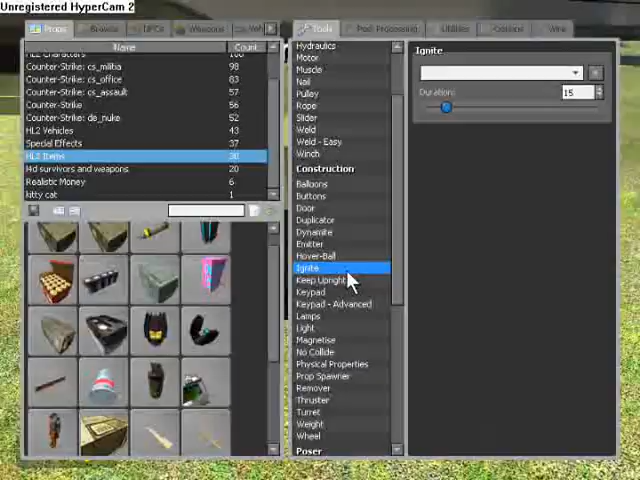 Unregistered HyperCam 2
Props
Browse
NPCs
Weapons
Tools
Post Processing
Utilities
Options
Name
Count
HL2 Characters
100
Counter-Strike: cs_militia
98
Counter-Strike: cs_office
83
Counter-Strike: cs_assault
57
Counter-Strike
56
Counter-Strike: de_nuke
52
HL2 Vehicles
43
Special Effects
37
HL2 Items
30
l4d survivors and weapons
20
Realistic Money
6
kitty cat
1
Hydraulics
Motor
Muscle
Nail
Pulley
Rope
Slider
Weld
Weld - Easy
Winch
Construction
Balloons
Buttons
Door
Duplicator
Dynamite
Emitter
Hover-Ball
Ignite
Keep Upright
Keypad
Keypad - Advanced
Lamps
Light
Magnetise
No Collide
Physical Properties
Prop Spawner
Remover
Thruster
Turret
Weight
Wheel
Poser
Ignite
Duration:
15